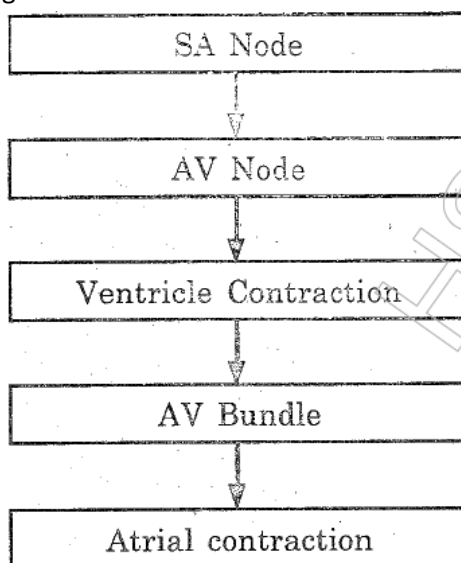 SA Node
AV Node
Ventricle Contraction
AV Bundle
Atrial contraction